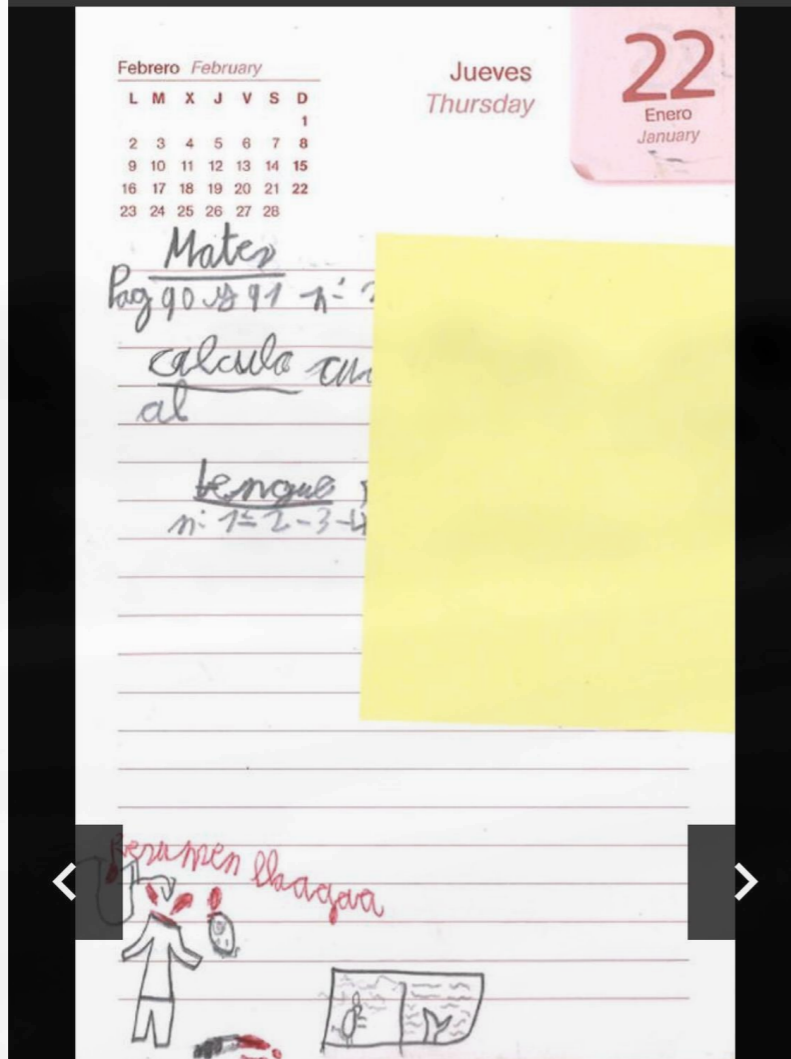 Febrero February
L M X J V S D
1
2 3 4 5 6 7 8
9 10 11 12 13 14 15
16 17 18 19 20 21 22
23 24 25 26 27 28
Jueves
Thursday
22
Enero
January
Mates
Pag 90 y 91 n:
calculo
al
Lengua
n: 1 = 2 - 3 - 4
Resumen